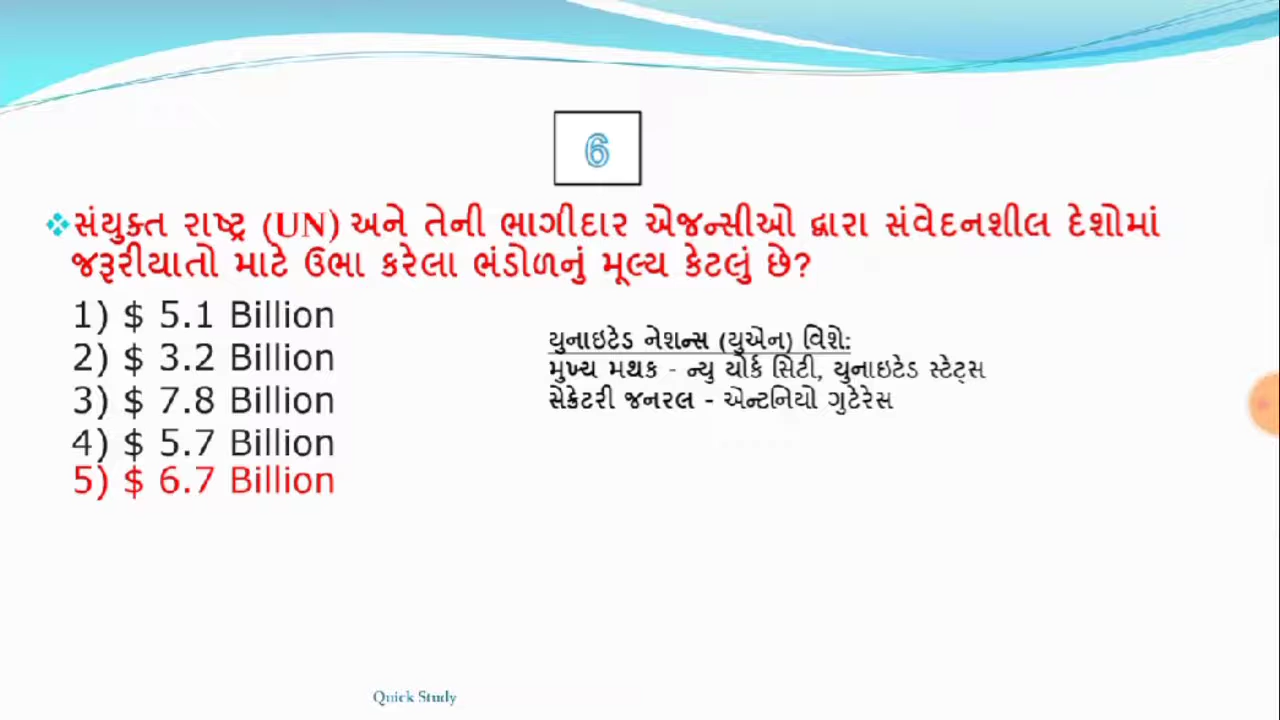 6
સંયુક્ત રાષ્ટ્ર (UN) અને તેની ભાગીદાર એજન્સીઓ દ્વારા સંવેદનશીલ દેશોમાં
જરૂરીયાતો માટે ઉભા કરેલા ભંડોળનું મૂલ્ય કેટલું છે?
1) $ 5.1 Billion
2) $ 3.2 Billion
3) $ 7.8 Billion
4) $ 5.7 Billion
5) $ 6.7 Billion
યુનાઇટેડ નેશન્સ (યુએન) વિશે:
મુખ્ય મથક - ન્યુ યોર્ક સિટી, યુનાઇટેડ સ્ટેટ્સ
સેક્રેટરી જનરલ - એન્ટનિયો ગુટેરેસ
Quick Study